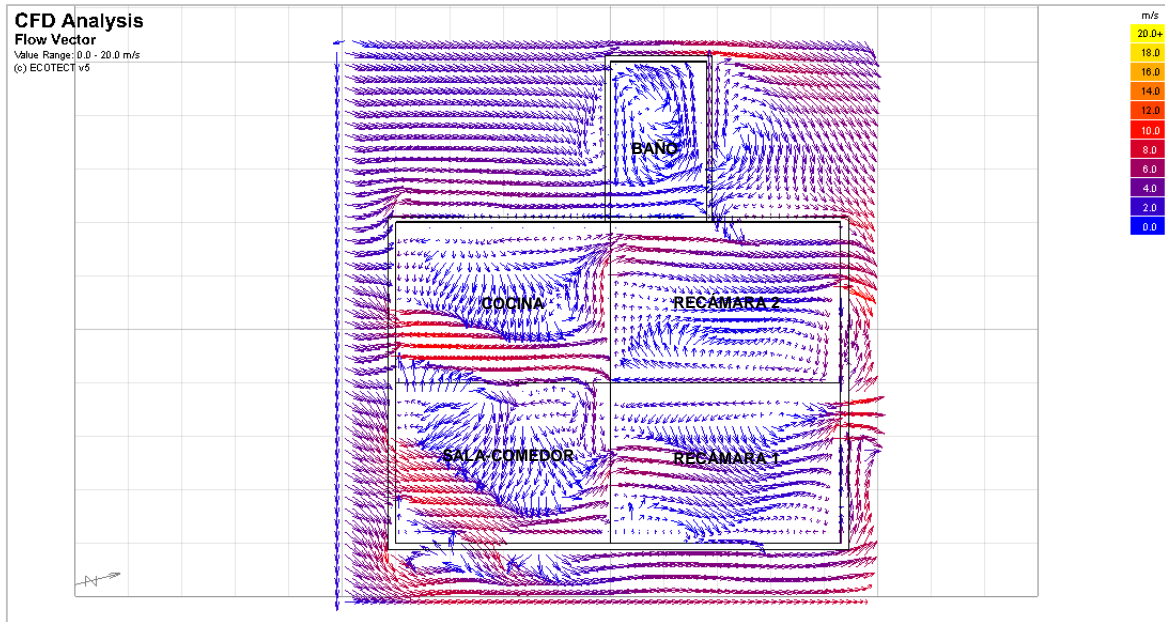 CFD Analysis
Flow Vector
Value Range: 0.0 - 20.0 m/s
(c) ECOTECT v5
m/s
20.0+
18.0
16.0
14.0
12.0
10.0
8.0
6.0
4.0
2.0
0.0
BAÑO
COCINA
RECÁMARA 2
SALA-COMEDOR
RECÁMARA 1
N